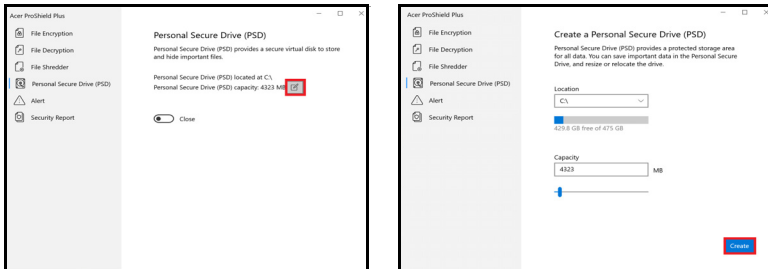 Acer ProShield Plus
File Encryption
File Decryption
File Shredder
Personal Secure Drive (PSD)
Alert
Security Report
Personal Secure Drive (PSD)
Personal Secure Drive (PSD) provides a secure virtual disk to store
and hide important files.
Personal Secure Drive (PSD) located at C:\
Personal Secure Drive (PSD) capacity: 4323 MB
Close
Acer ProShield Plus
File Encryption
File Decryption
File Shredder
Personal Secure Drive (PSD)
Alert
Security Report
Create a Personal Secure Drive (PSD)
Personal Secure Drive (PSD) provides a protected storage area
for all data. You can save important data in the Personal Secure
Drive, and resize or relocate the drive.
Location
C:\
429.8 GB free of 475 GB
Capacity
4323 MB
Create